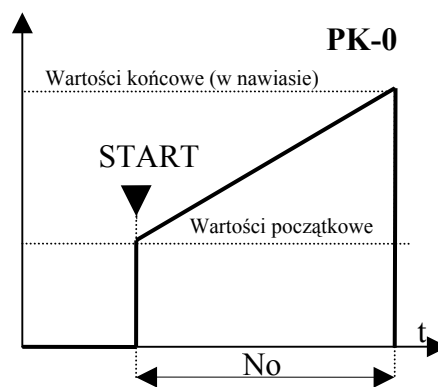 PK-0
Wartości końcowe (w nawiasie)
START
Wartości początkowe
t
No